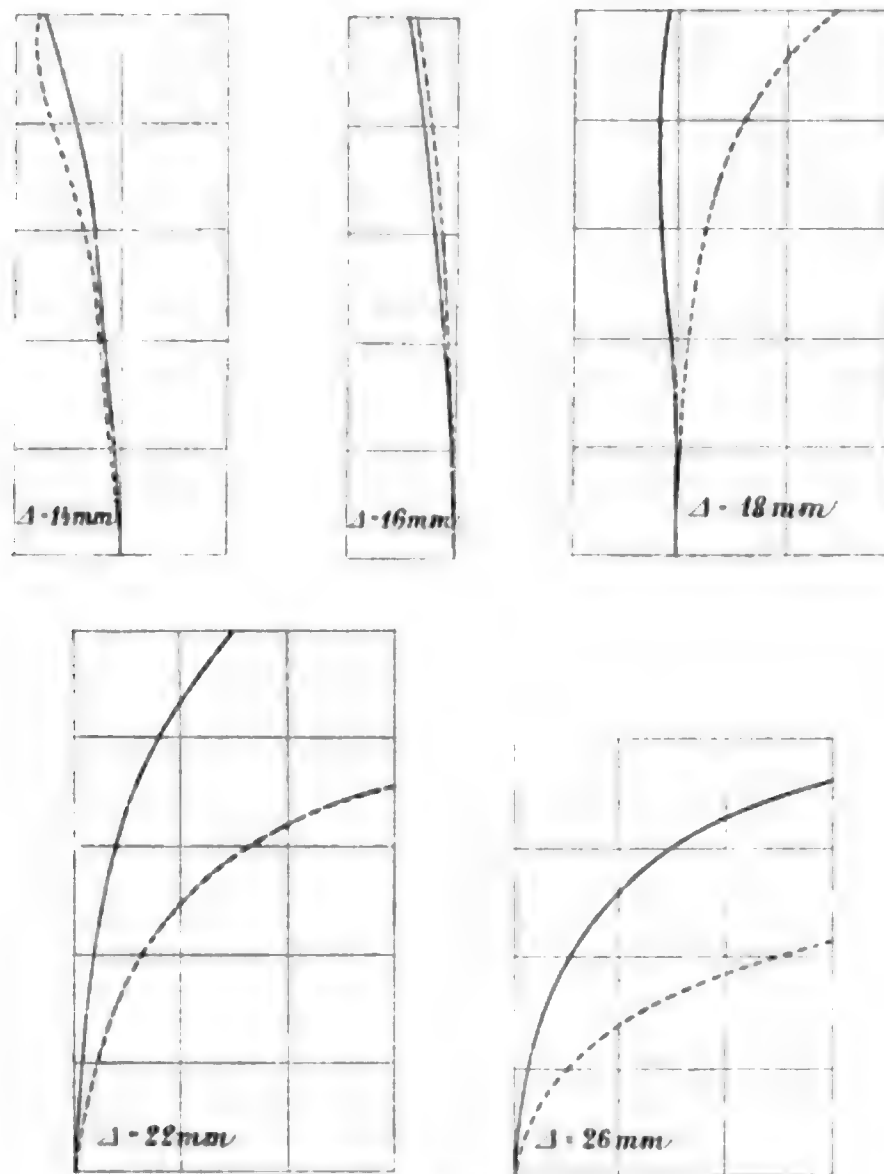 Δ = 14 mm
Δ = 16 mm
Δ = 18 mm
Δ = 22 mm
Δ = 26 mm